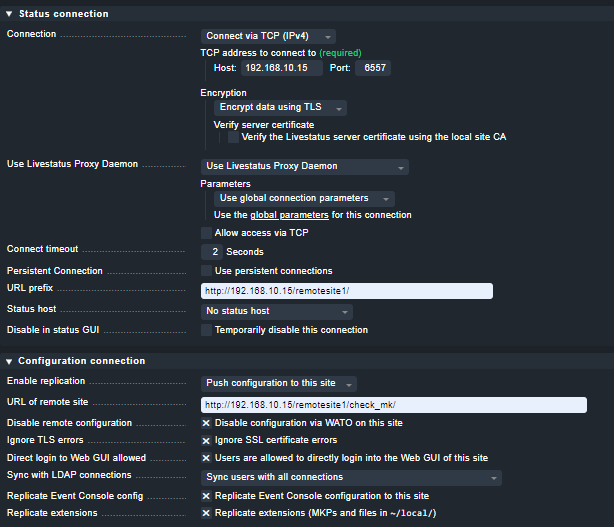 Status connection
Connection
Connect via TCP (IPv4)
TCP address to connect to (required)
Host: 192.168.10.15 Port: 6557
Encryption
Encrypt data using TLS
Verify server certificate
Verify the Livestatus server certificate using the local site CA
Use Livestatus Proxy Daemon
Use Livestatus Proxy Daemon
Parameters
Use global connection parameters
Use the global parameters for this connection
Allow access via TCP
Connect timeout
2 Seconds
Persistent Connection
Use persistent connections
URL prefix
http://192.168.10.15/remotesite1/
Status host
No status host
Disable in status GUI
Temporarily disable this connection
Configuration connection
Enable replication
Push configuration to this site
URL of remote site
http://192.168.10.15/remotesite1/check_mk/
Disable remote configuration
Disable configuration via WATO on this site
Ignore TLS errors
Ignore SSL certificate errors
Direct login to Web GUI allowed
Users are allowed to directly login into the Web GUI of this site
Sync with LDAP connections
Sync users with all connections
Replicate Event Console config
Replicate Event Console configuration to this site
Replicate extensions
Replicate extensions (MKPs and files in ~/local/)